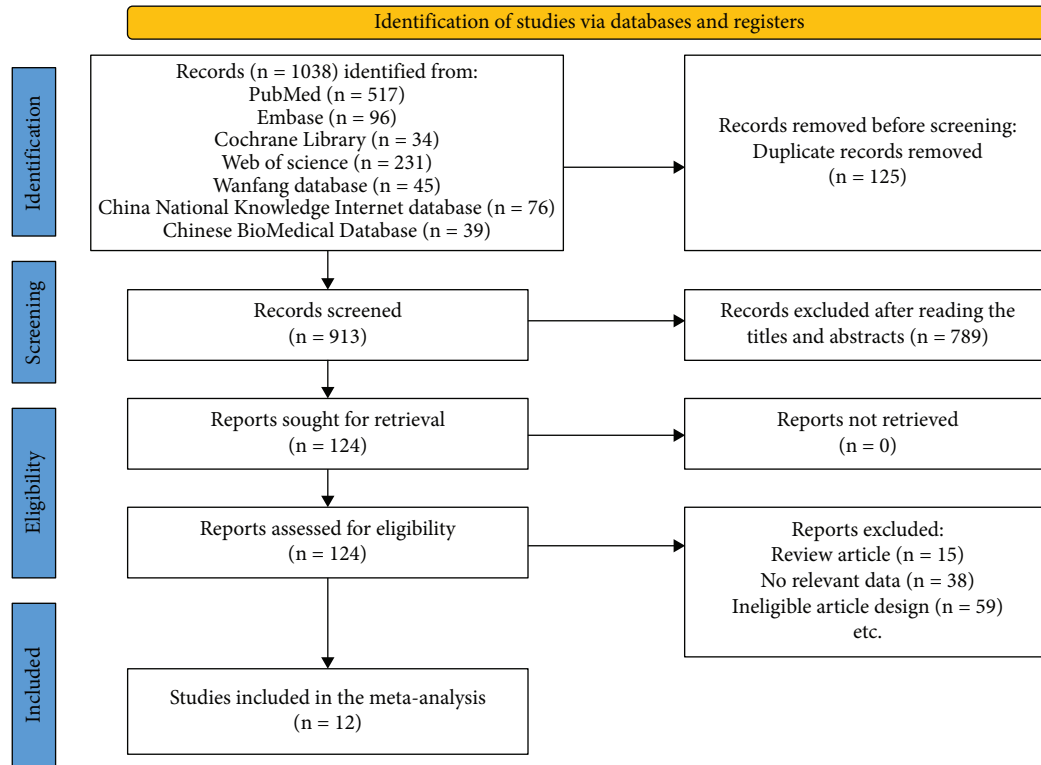 Identification of studies via databases and registers
Identification
Records (n = 1038) identified from:
PubMed (n = 517)
Embase (n = 96)
Cochrane Library (n = 34)
Web of science (n = 231)
Wanfang database (n = 45)
China National Knowledge Internet database (n = 76)
Chinese BioMedical Database (n = 39)
Records removed before screening:
Duplicate records removed
(n = 125)
Screening
Records screened
(n = 913)
Records excluded after reading the
titles and abstracts (n = 789)
Eligibility
Reports sought for retrieval
(n = 124)
Reports not retrieved
(n = 0)
Reports assessed for eligibility
(n = 124)
Reports excluded:
Review article (n = 15)
No relevant data (n = 38)
Ineligible article design (n = 59)
etc.
Included
Studies included in the meta-analysis
(n = 12)